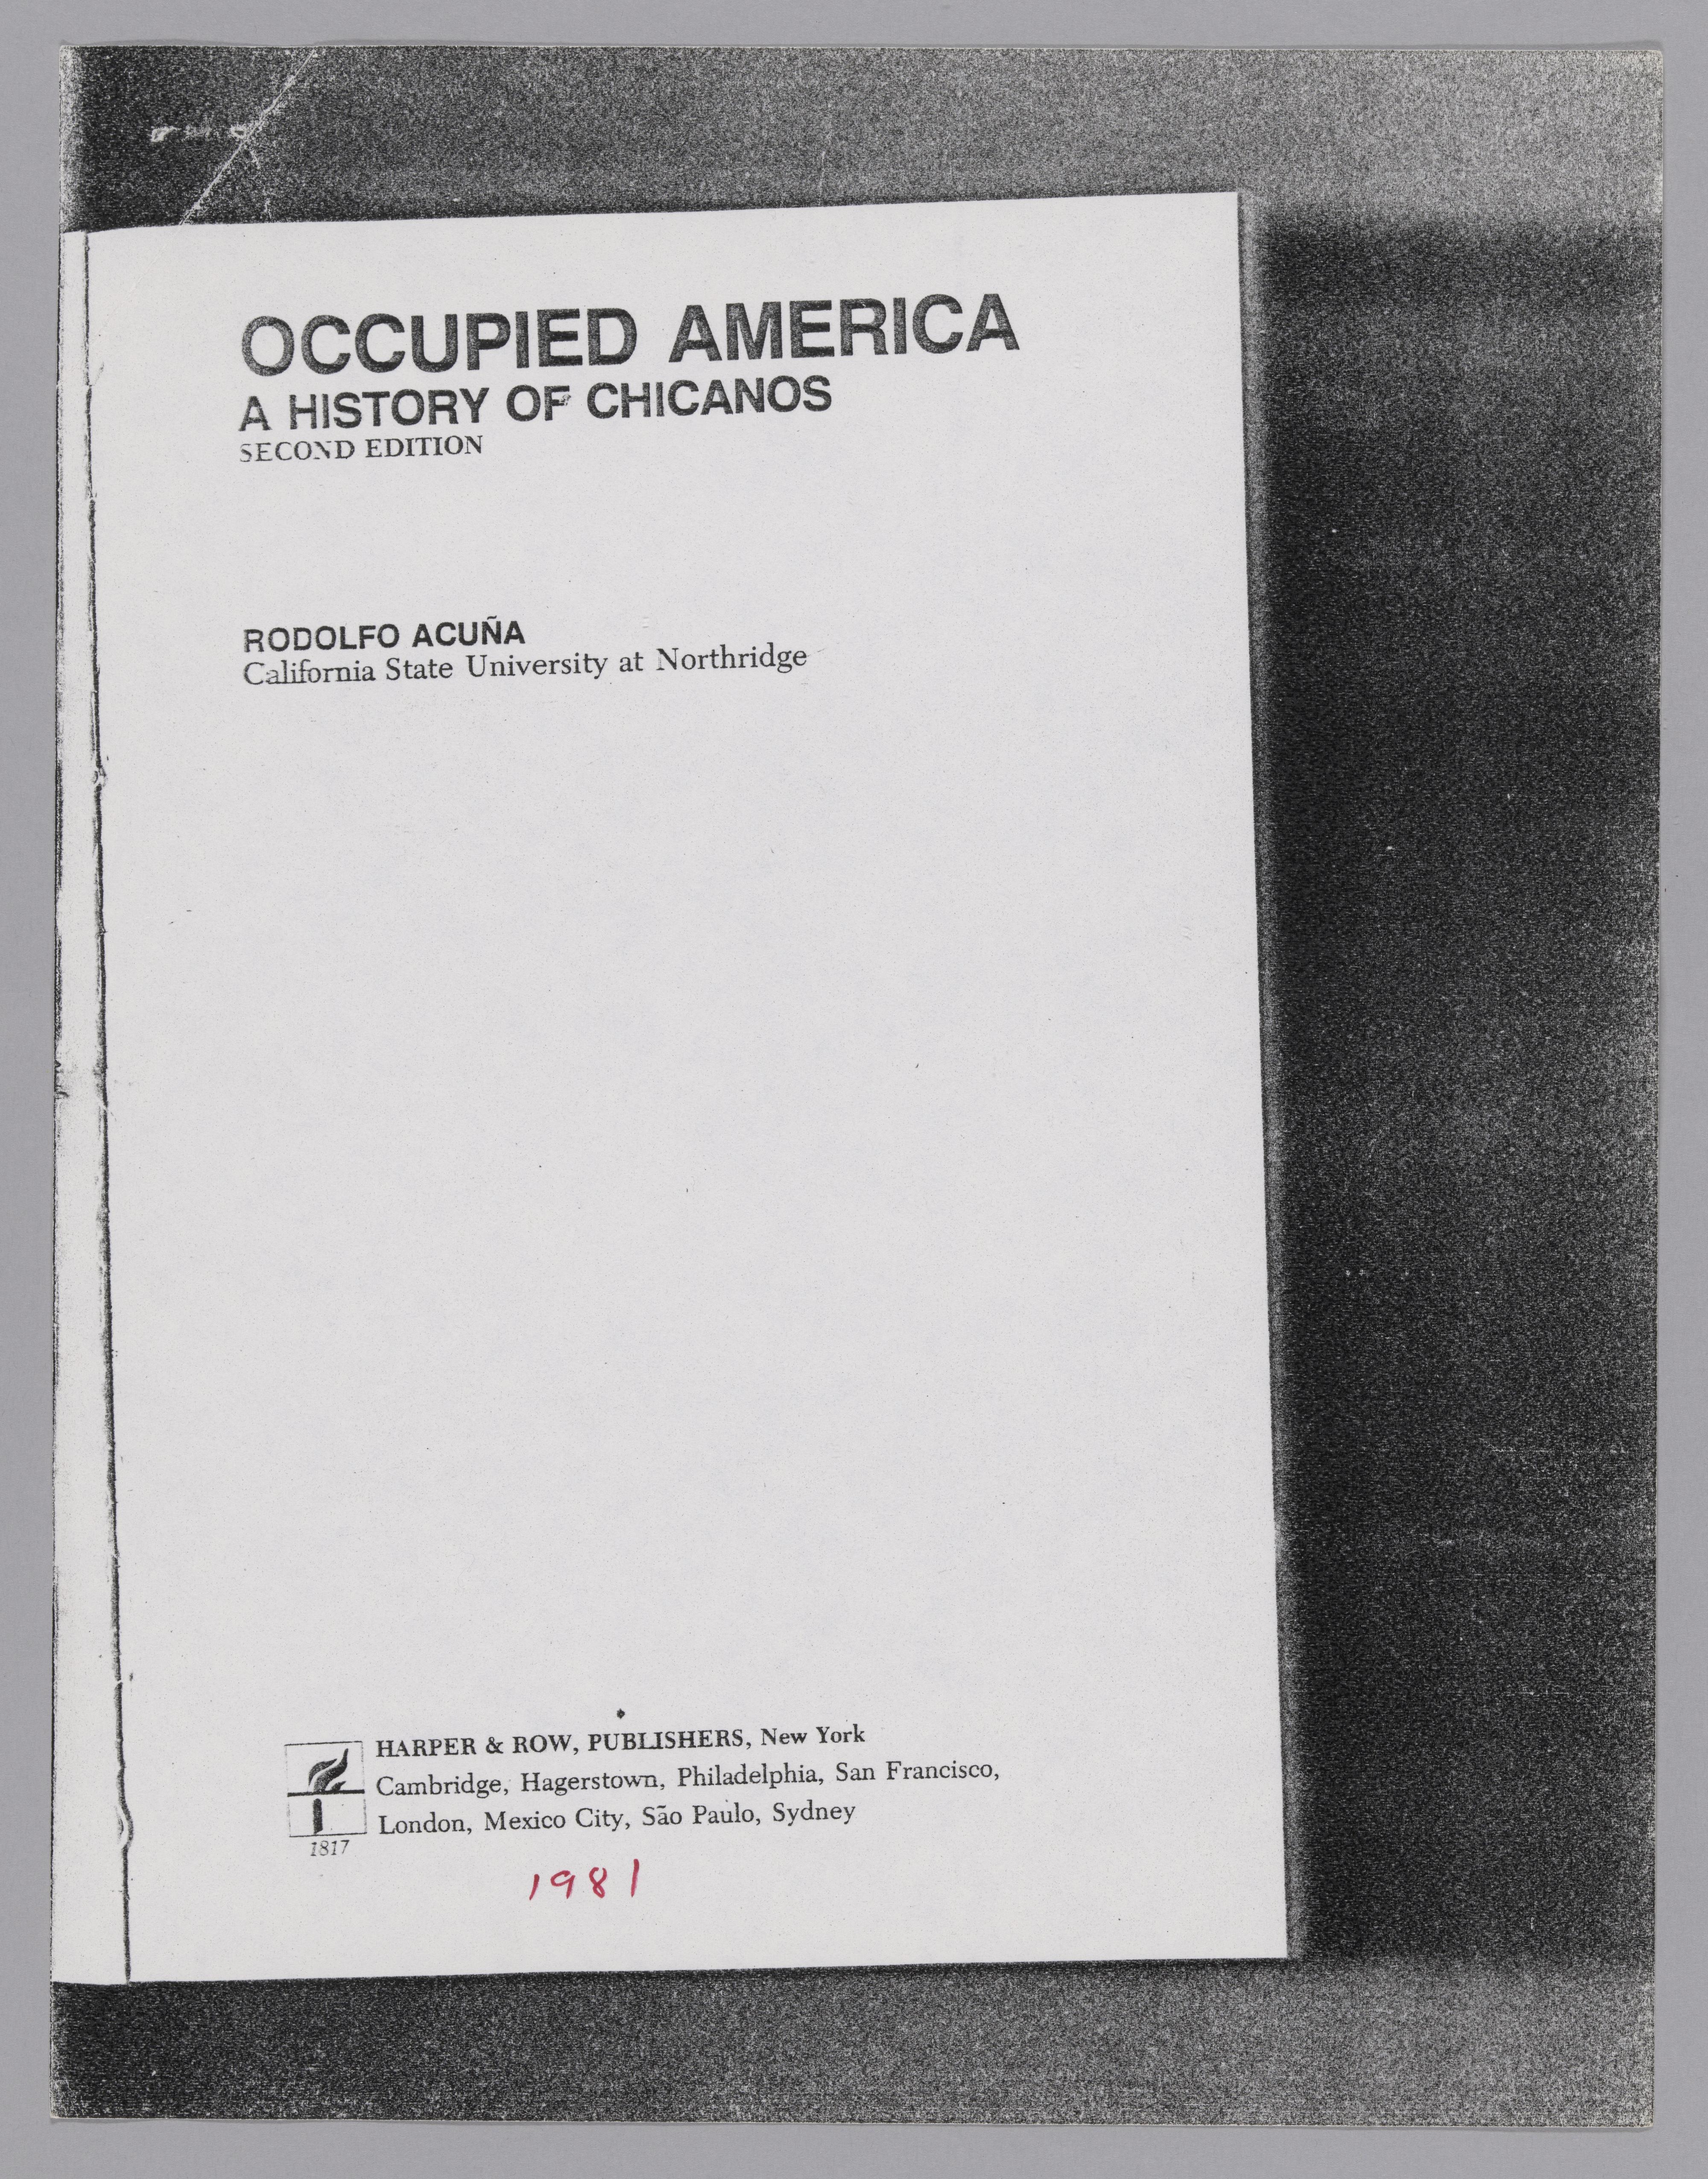 OCCUPIED AMERICA
A HISTORY OF CHICANOS
SECOND EDITION
RODOLFO ACUÑA
California State University at Northridge
HARPER & ROW, PUBLISHERS, New York
Cambridge, Hagerstown, Philadelphia, San Francisco,
London, Mexico City, São Paulo, Sydney
1817
1981